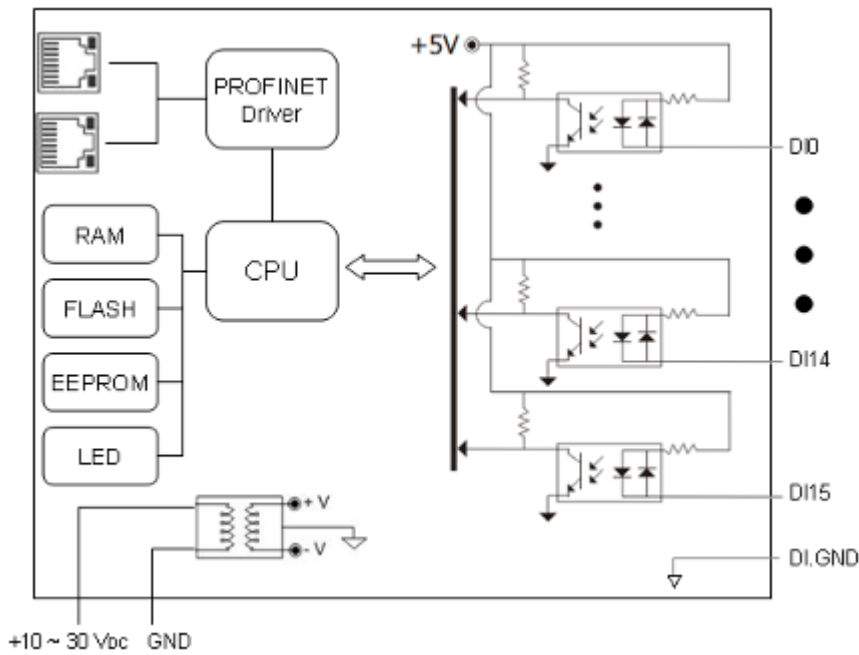 +5V
PROFINET
Driver
DI0
RAM
CPU
FLASH
DI14
EEPROM
LED
DI15
+ V
- V
DI.GND
+10 ~ 30 VDC GND